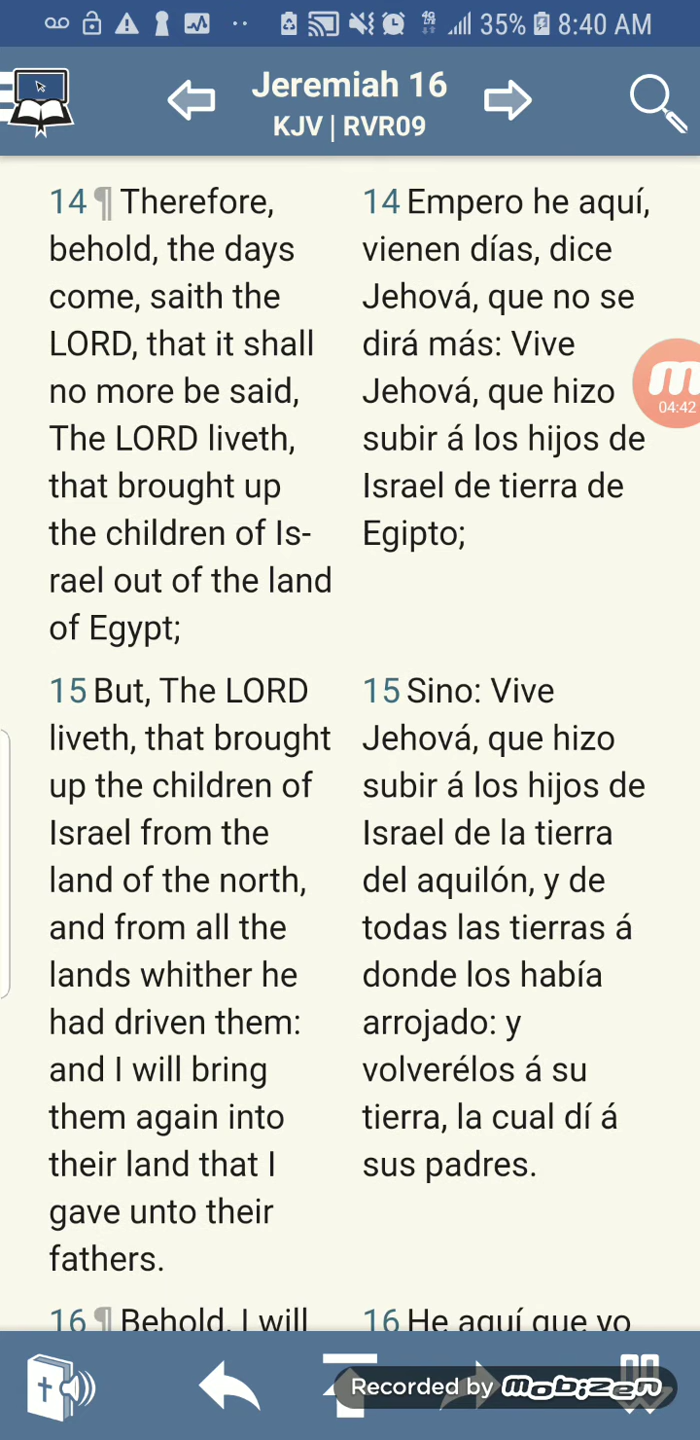 35% 8:40 AM
Jeremiah 16
KJV | RVR09
14 ¶ Therefore,
behold, the days
come, saith the
LORD, that it shall
no more be said,
The LORD liveth,
that brought up
the children of Is-
rael out of the land
of Egypt;
15 But, The LORD
liveth, that brought
up the children of
Israel from the
land of the north,
and from all the
lands whither he
had driven them:
and I will bring
them again into
their land that I
gave unto their
fathers.
16 ¶ Behold, I will
14 Empero he aquí,
vienen días, dice
Jehová, que no se
dirá más: Vive
Jehová, que hizo
subir á los hijos de
Israel de tierra de
Egipto;
15 Sino: Vive
Jehová, que hizo
subir á los hijos de
Israel de la tierra
del aquilón, y de
todas las tierras á
donde los había
arrojado: y
volverélos á su
tierra, la cual dí á
sus padres.
16 He aquí que yo
m
04:42
Recorded by mobizen